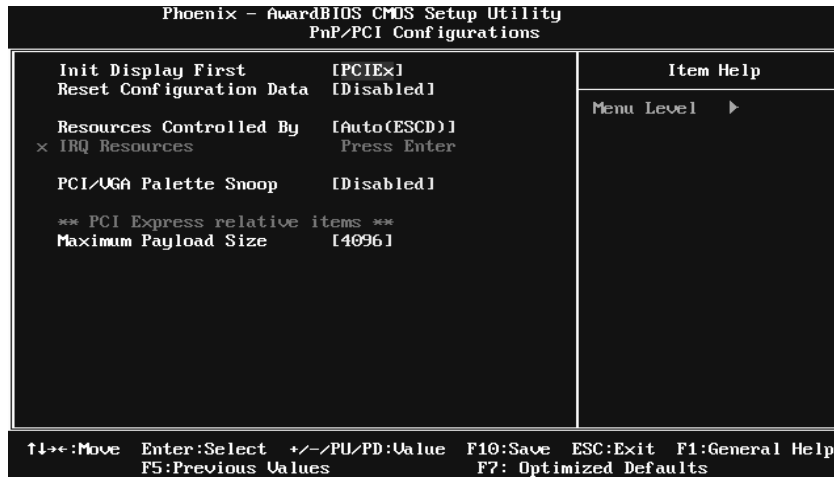 Phoenix – AwardBIOS CMOS Setup Utility
PnP/PCI Configurations
Init Display First [PCIEx]
Reset Configuration Data [Disabled]
Resources Controlled By [Auto(ESCD)]
x IRQ Resources Press Enter
PCI/VGA Palette Snoop [Disabled]
** PCI Express relative items **
Maximum Payload Size [4096]
Item Help
Menu Level ►
↑↓→←:Move Enter:Select +/-/PU/PD:Value F10:Save ESC:Exit F1:General Help
F5:Previous Values F7: Optimized Defaults